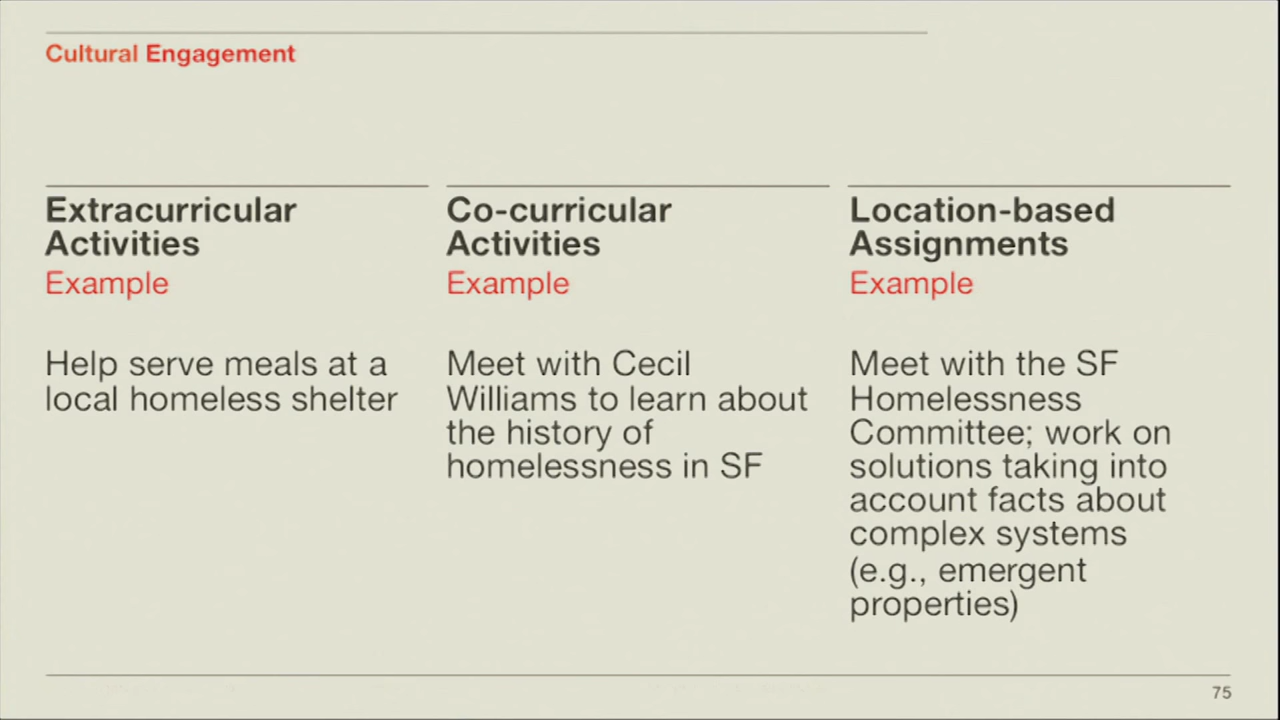 Cultural Engagement
Extracurricular
Activities
Example
Help serve meals at a
local homeless shelter
Co-curricular
Activities
Example
Meet with Cecil
Williams to learn about
the history of
homelessness in SF
Location-based
Assignments
Example
Meet with the SF
Homelessness
Committee; work on
solutions taking into
account facts about
complex systems
(e.g., emergent
properties)
75